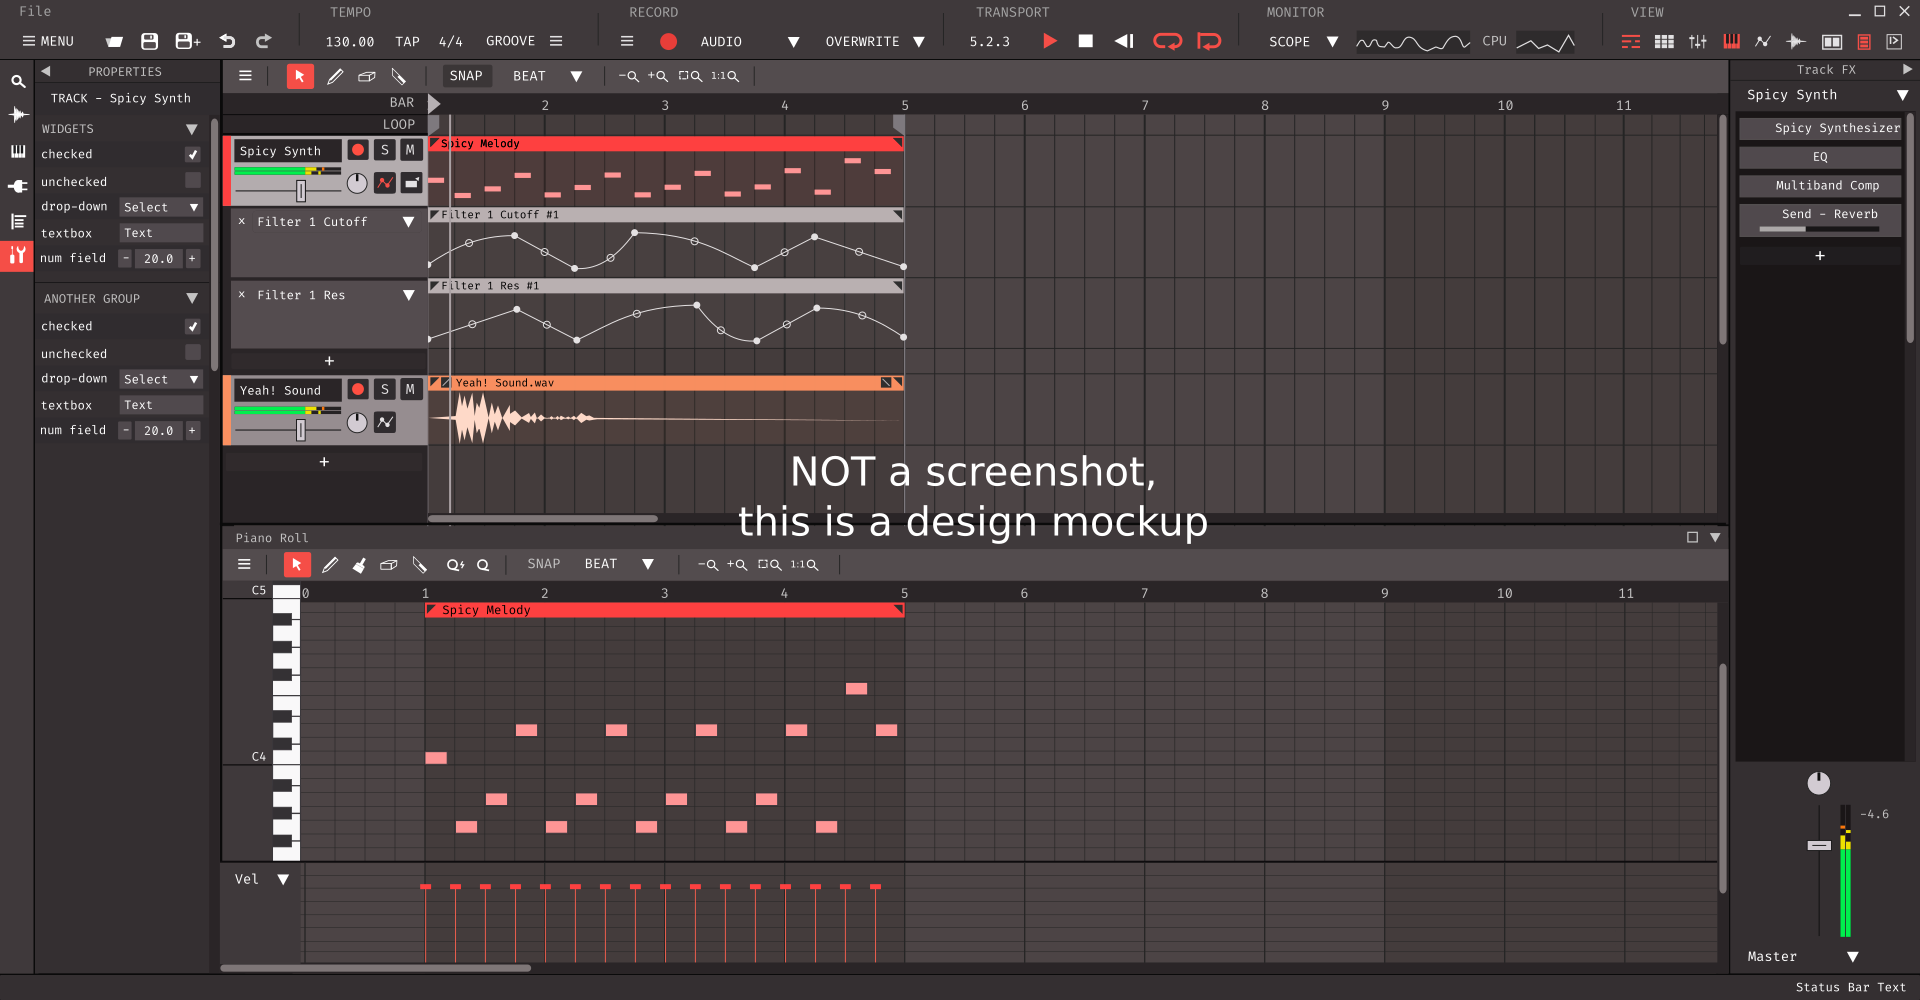 File
TEMPO
RECORD
TRANSPORT
MONITOR
VIEW
MENU
130.00 TAP 4/4 GROOVE
AUDIO
OVERWRITE
5.2.3
SCOPE
CPU
PROPERTIES
TRACK - Spicy Synth
WIDGETS
checked
unchecked
drop-down Select
textbox Text
num field - 20.0 +
ANOTHER GROUP
checked
unchecked
drop-down Select
textbox Text
num field - 20.0 +
SNAP BEAT
1:1
BAR
2 3 4 5 6 7 8 9 10 11
LOOP
Spicy Synth S M
Spicy Melody
x Filter 1 Cutoff
Filter 1 Cutoff #1
x Filter 1 Res
Filter 1 Res #1
+
Yeah! Sound S M
Yeah! Sound.wav
+
NOT a screenshot,
this is a design mockup
Piano Roll
SNAP BEAT
1:1
C5
0 1 2 3 4 5 6 7 8 9 10 11
Spicy Melody
C4
Vel
Track FX
Spicy Synth
Spicy Synthesizer
EQ
Multiband Comp
Send - Reverb
+
-4.6
Master
Status Bar Text